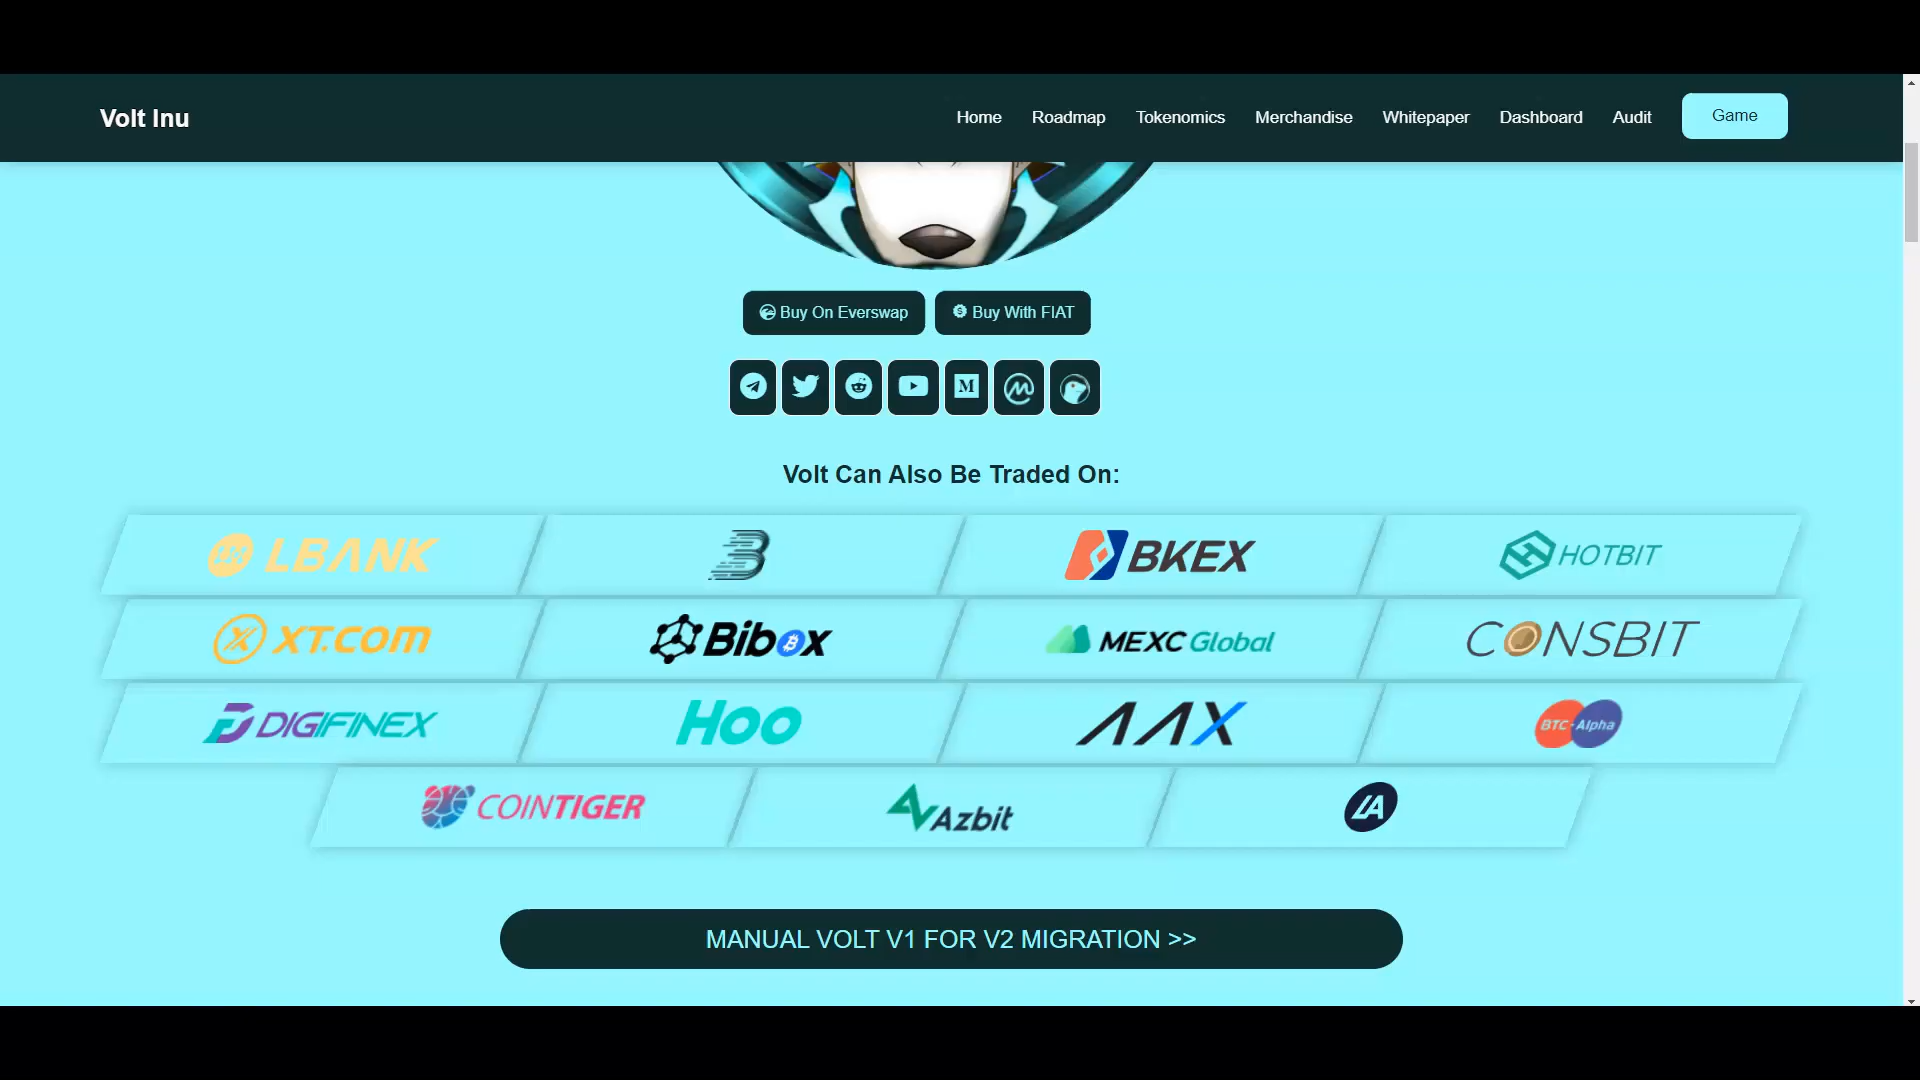 Volt Inu
Home Roadmap Tokenomics Merchandise Whitepaper Dashboard Audit Game
Buy On Everswap Buy With FIAT
M
Volt Can Also Be Traded On:
LBANK B BKEX HOTBIT
XT.COM Bibox MEXC Global COINSBIT
DIGIFINEX Hoo AAX BTC-Alpha
COINTIGER Azbit LA
MANUAL VOLT V1 FOR V2 MIGRATION >>